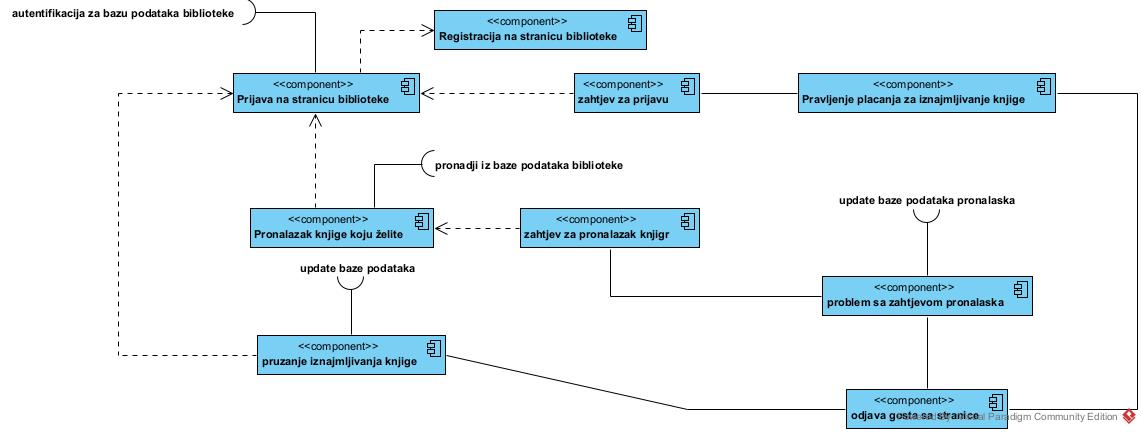 autentifikacija za bazu podataka biblioteke
<<component>>
Registracija na stranicu biblioteke
<<component>>
Prijava na stranicu biblioteke
<<component>>
zahtjev za prijavu
<<component>>
Pravljenje placanja za iznajmljivanje knjige
pronadji iz baze podataka biblioteke
update baze podataka pronalaska
<<component>>
Pronalazak knjige koju želite
<<component>>
zahtjev za pronalazak knjigr
update baze podataka
<<component>>
problem sa zahtjevom pronalaska
<<component>>
pruzanje iznajmljivanja knjige
<<component>>
odjava gosta sa stranice
Powered By Visual Paradigm Community Edition